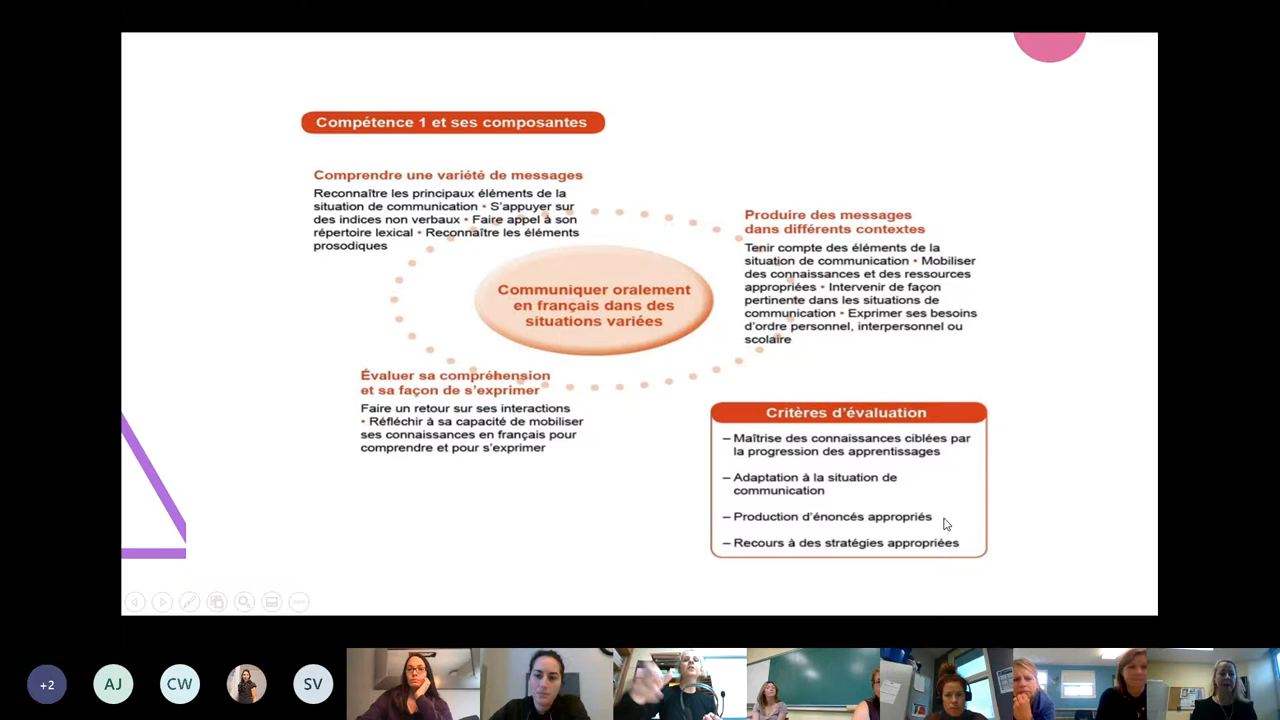 Compétence 1 et ses composantes
Comprendre une variété de messages
Reconnaître les principaux éléments de la
situation de communication • S'appuyer sur
des indices non verbaux • Faire appel à son
répertoire lexical • Reconnaître les éléments
prosodiques
Produire des messages
dans différents contextes
Tenir compte des éléments de la
situation de communication • Mobiliser
des connaissances et des ressources
appropriées • Intervenir de façon
pertinente dans les situations de
communication • Exprimer ses besoins
d'ordre personnel, interpersonnel ou
scolaire
Communiquer oralement
en français dans des
situations variées
Évaluer sa compréhension
et sa façon de s'exprimer
Faire un retour sur ses interactions
• Réfléchir à sa capacité de mobiliser
ses connaissances en français pour
comprendre et pour s'exprimer
Critères d'évaluation
– Maîtrise des connaissances ciblées par
la progression des apprentissages
– Adaptation à la situation de
communication
– Production d'énoncés appropriés
– Recours à des stratégies appropriées
+2
AJ
CW
SV